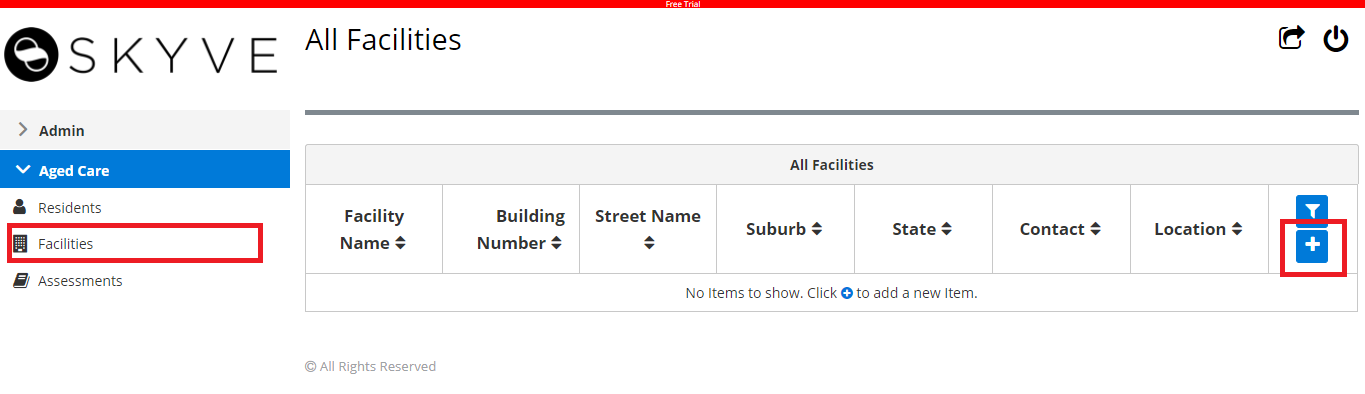 Free Trial
SKYVE
All Facilities
Admin
Aged Care
Residents
Facilities
Assessments
All Facilities
Facility
Name
Building
Number
Street Name
Suburb
State
Contact
Location
No Items to show. Click to add a new Item.
© All Rights Reserved